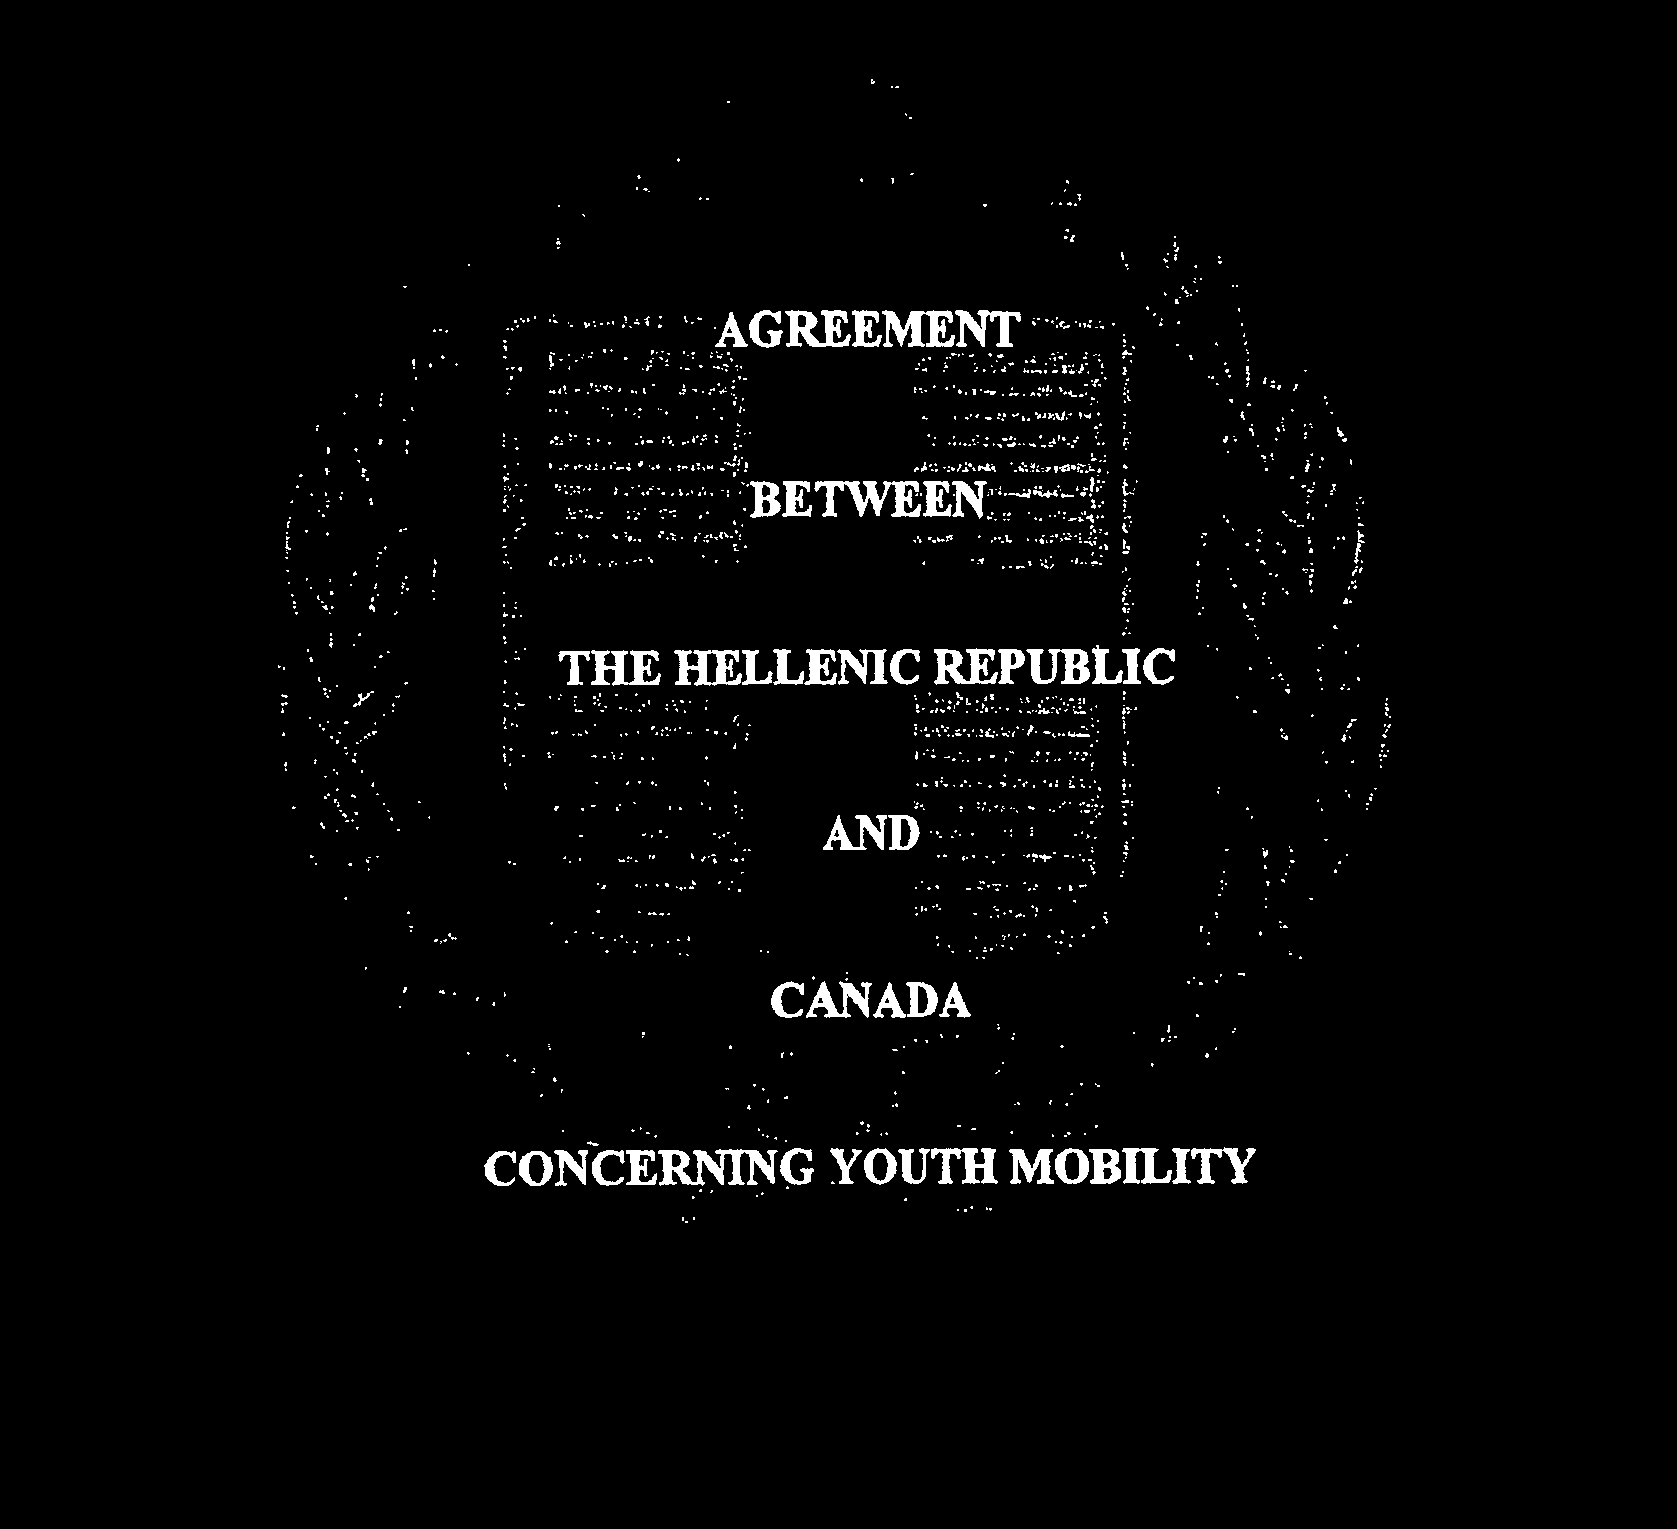 AGREEMENT
BETWEEN
THE HELLENIC REPUBLIC
AND
CANADA
CONCERNING YOUTH MOBILITY